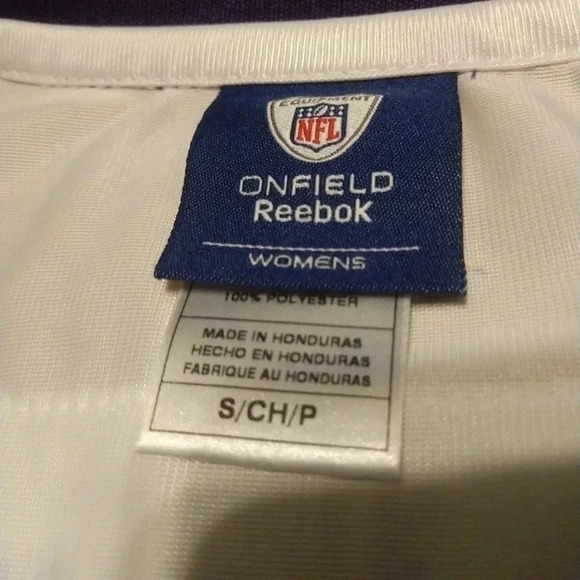 EQUIPMENT
NFL
ONFIELD
Reebok
WOMENS
100% POLYESTER
MADE IN HONDURAS
HECHO EN HONDURAS
FABRIQUE AU HONDURAS
S/CH/P